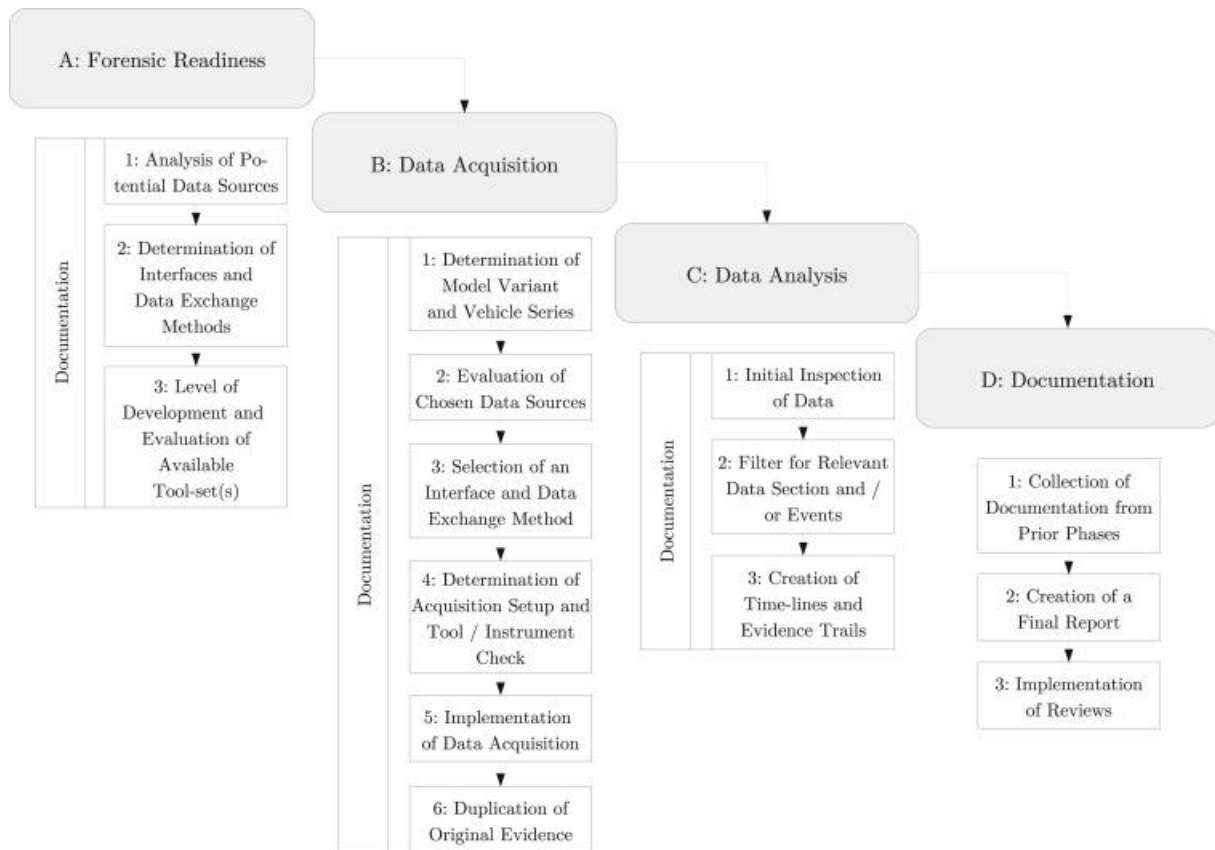 A: Forensic Readiness
Documentation
1: Analysis of Po-
tential Data Sources
2: Determination of
Interfaces and
Data Exchange
Methods
3: Level of
Development and
Evaluation of
Available
Tool-set(s)
B: Data Acquisition
Documentation
1: Determination of
Model Variant
and Vehicle Series
2: Evaluation of
Chosen Data Sources
3: Selection of an
Interface and Data
Exchange Method
4: Determination of
Acquisition Setup and
Tool / Instrument
Check
5: Implementation
of Data Acquisition
6: Duplication of
Original Evidence
C: Data Analysis
Documentation
1: Initial Inspection
of Data
2: Filter for Relevant
Data Section and /
or Events
3: Creation of
Time-lines and
Evidence Trails
D: Documentation
1: Collection of
Documentation from
Prior Phases
2: Creation of a
Final Report
3: Implementation
of Reviews